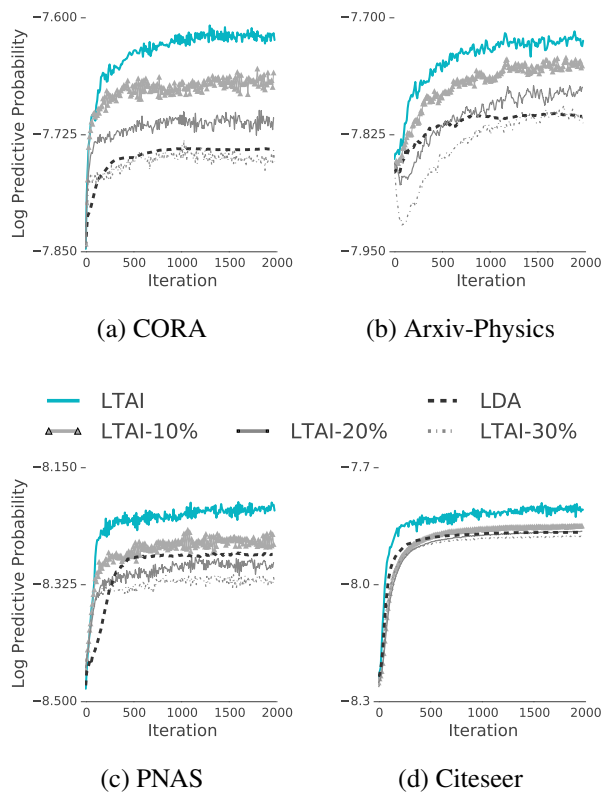 −7.600
−7.725
−7.850
Log Predictive Probability
0 500 1000 1500 2000
Iteration
(a) CORA
−7.700
−7.825
−7.950
0 500 1000 1500 2000
Iteration
(b) Arxiv-Physics
LTAI LDA
LTAI-10% LTAI-20% LTAI-30%
−8.150
−8.325
−8.500
Log Predictive Probability
0 500 1000 1500 2000
Iteration
(c) PNAS
−7.7
−8.0
−8.3
0 500 1000 1500 2000
Iteration
(d) Citeseer